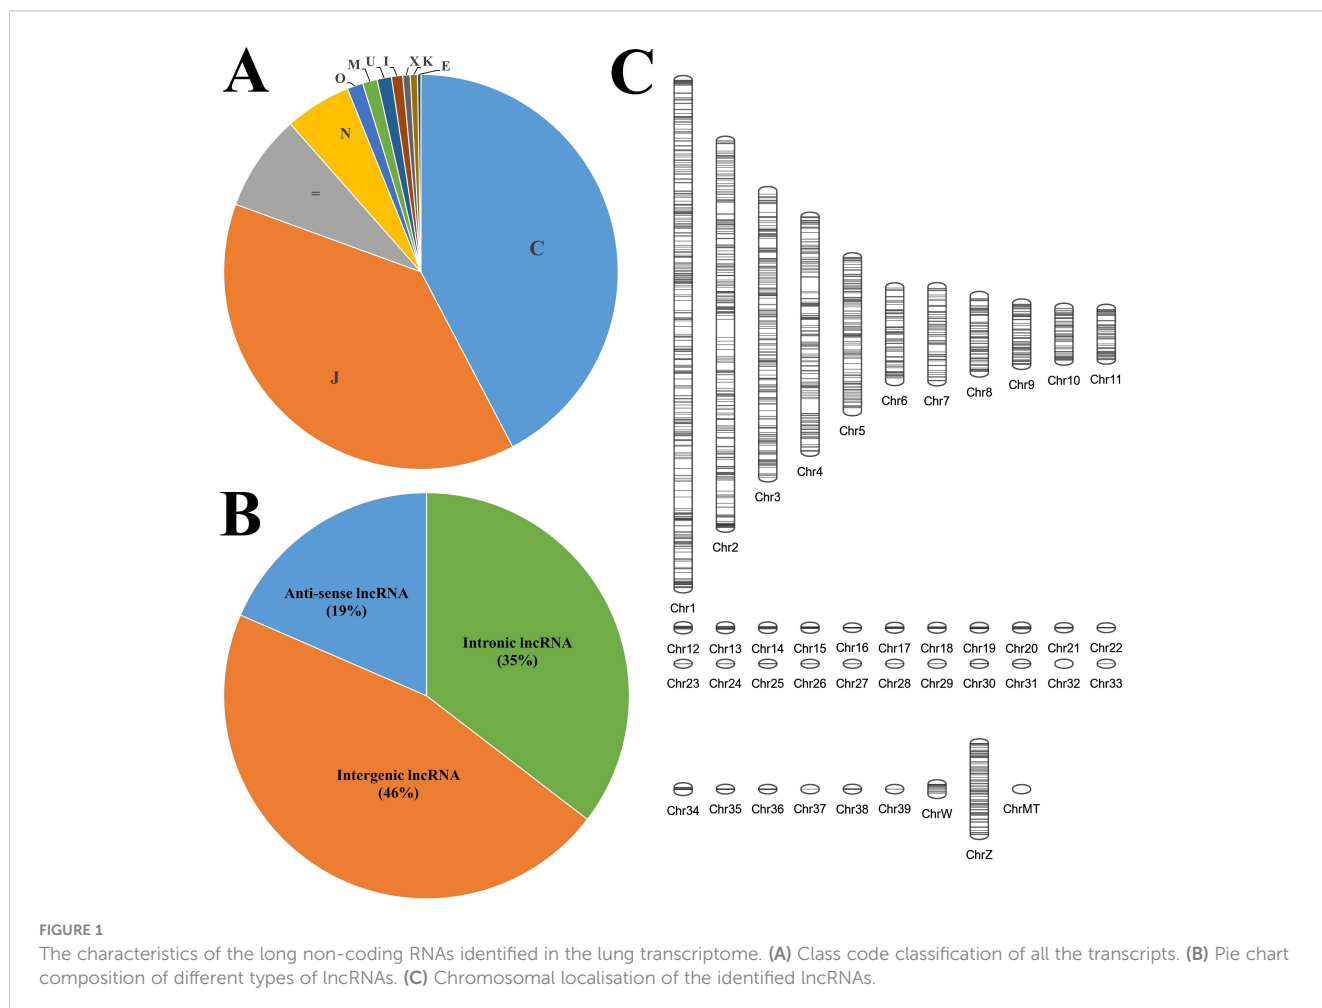 A
O
M
U
I
X
K
E
N
=
C
J
B
Anti-sense lncRNA
(19%)
Intronic lncRNA
(35%)
Intergenic lncRNA
(46%)
C
Chr1
Chr2
Chr3
Chr4
Chr5
Chr6
Chr7
Chr8
Chr9
Chr10
Chr11
Chr12 Chr13 Chr14 Chr15 Chr16 Chr17 Chr18 Chr19 Chr20 Chr21 Chr22
Chr23 Chr24 Chr25 Chr26 Chr27 Chr28 Chr29 Chr30 Chr31 Chr32 Chr33
Chr34 Chr35 Chr36 Chr37 Chr38 Chr39 ChrW ChrZ ChrMT
FIGURE 1
The characteristics of the long non-coding RNAs identified in the lung transcriptome. (A) Class code classification of all the transcripts. (B) Pie chart
composition of different types of lncRNAs. (C) Chromosomal localisation of the identified lncRNAs.